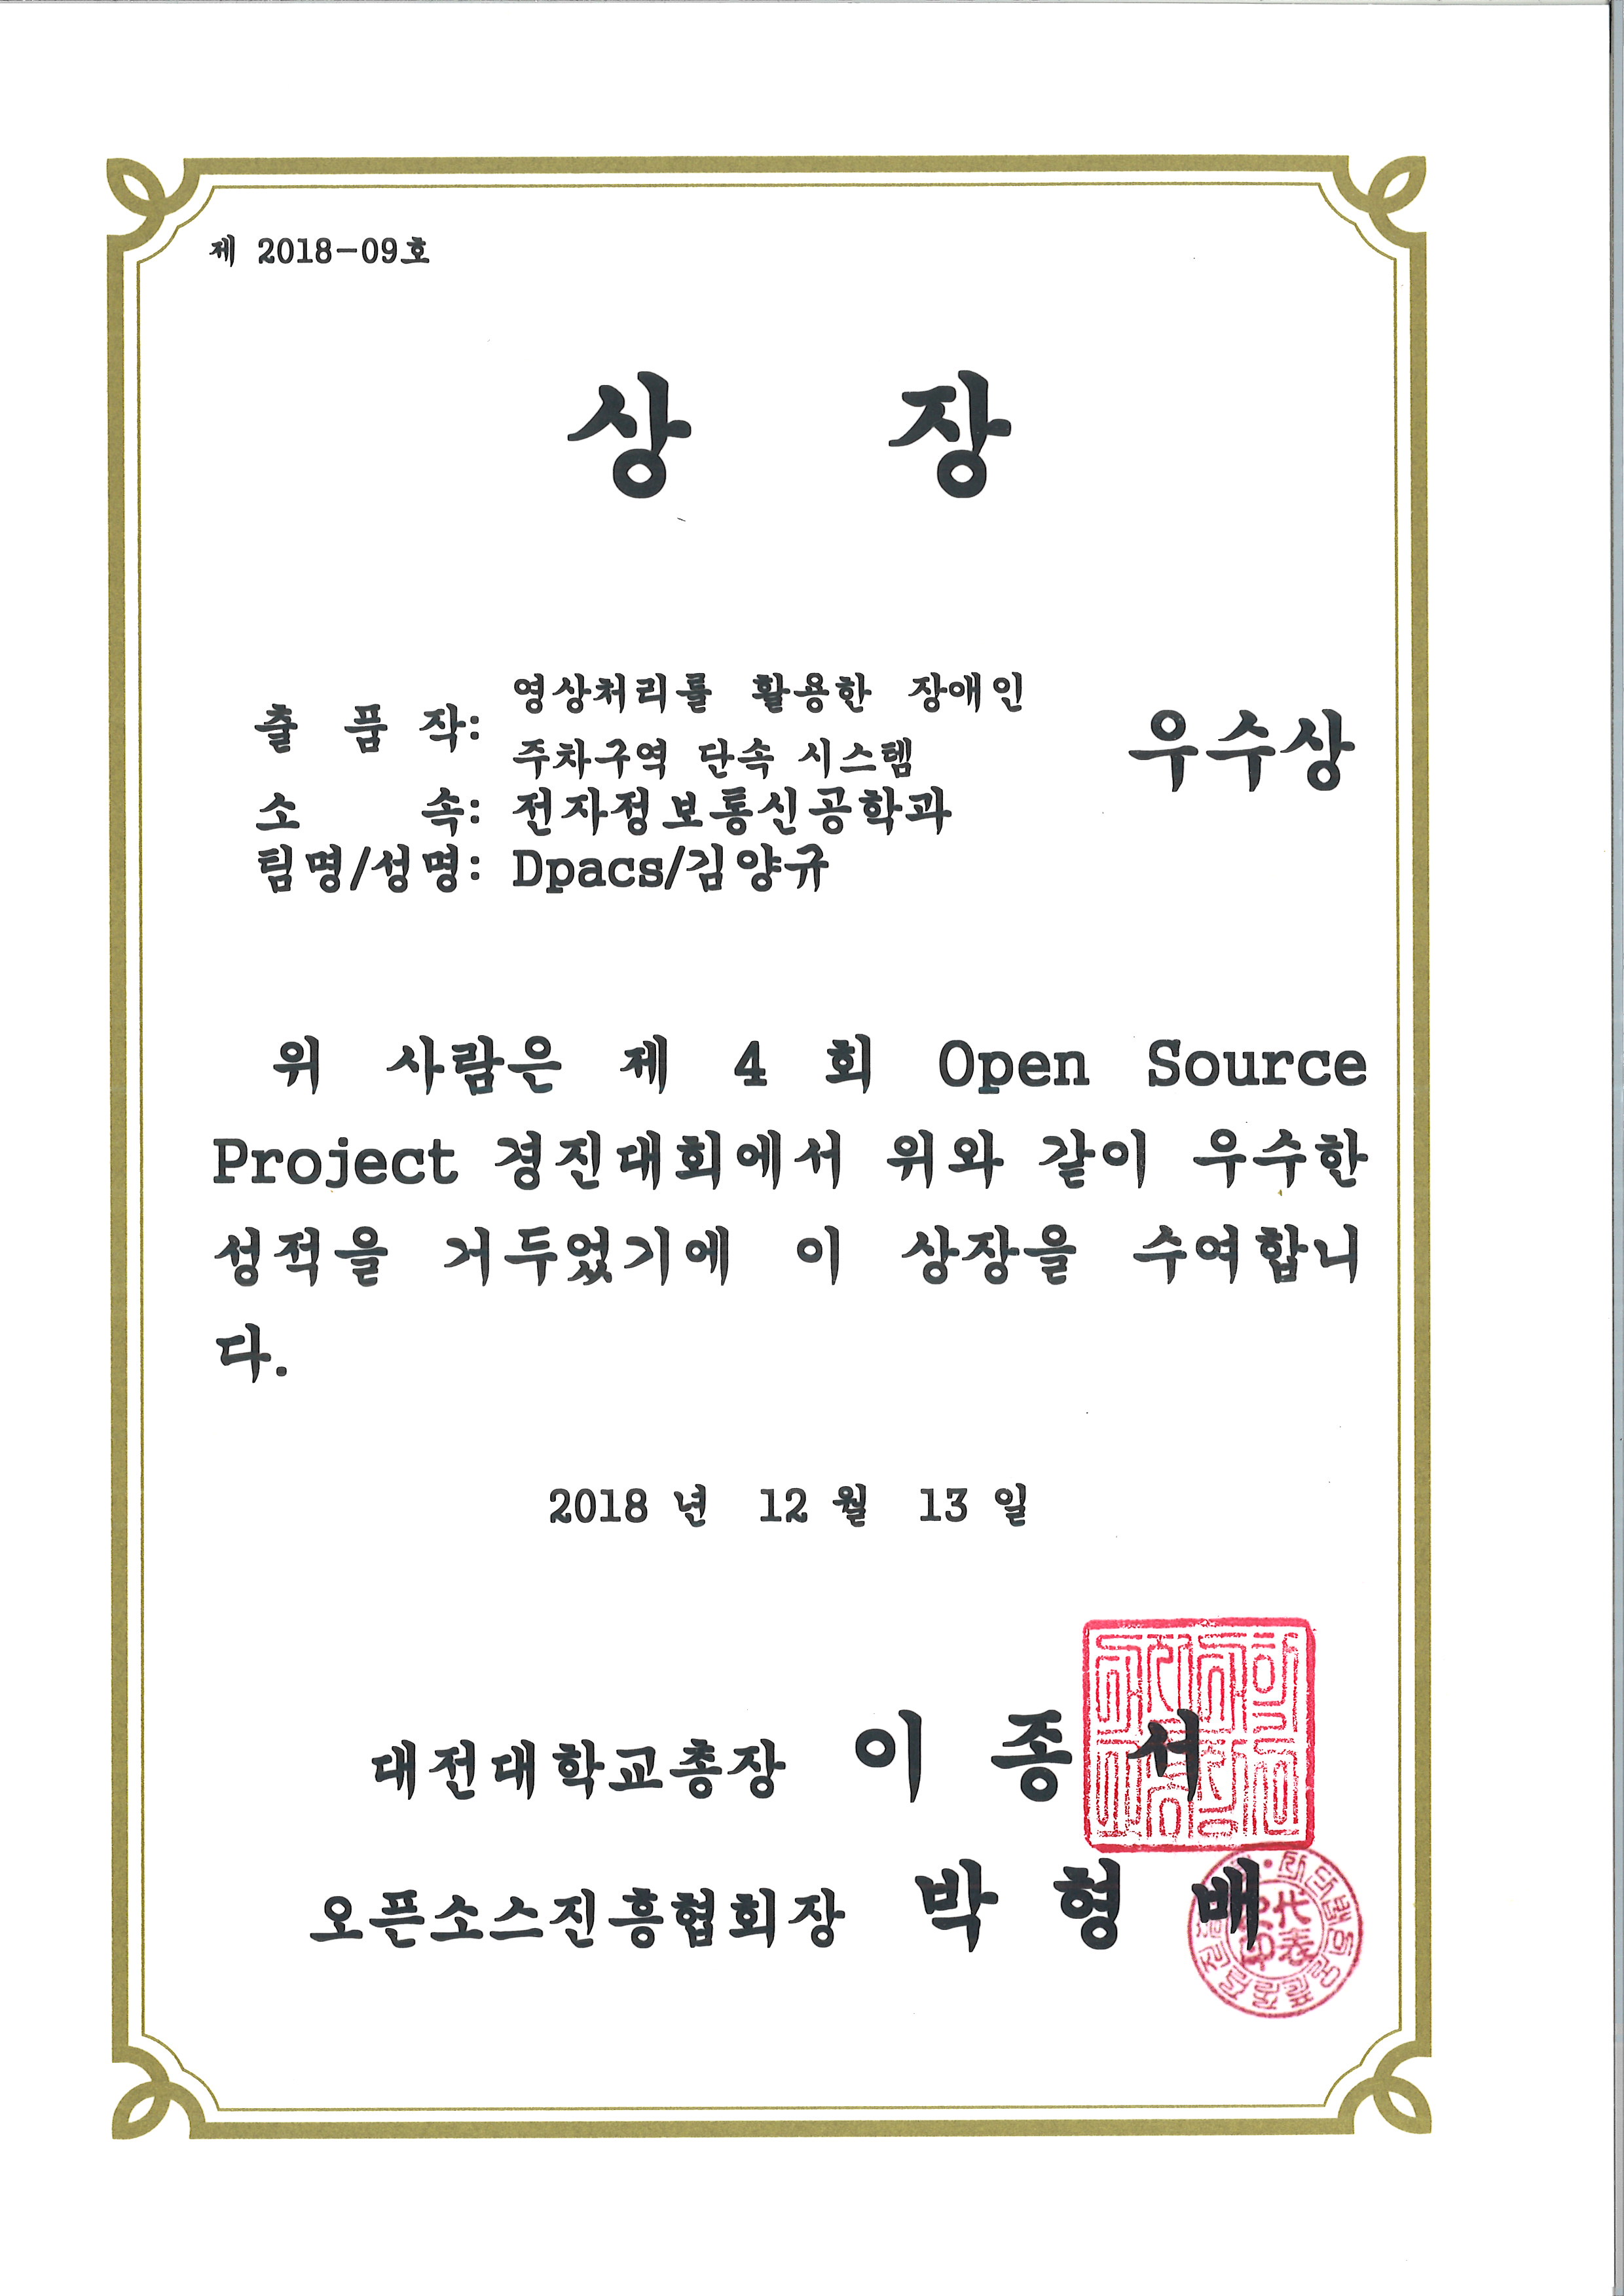 제 2018-09호
상 장
출 품 작: 영상처리를 활용한 장애인
주차구역 단속 시스템
우수상
소 속: 전자정보통신공학과
팀명/성명: Dpacs/김양규
위 사람은 제 4 회 Open Source
Project 경진대회에서 위와 같이 우수한
성적을 거두었기에 이 상장을 수여합니
다.
2018 년 12 월 13 일
대전대학교총장 이 종 서
오픈소스진흥협회장 박 형 배